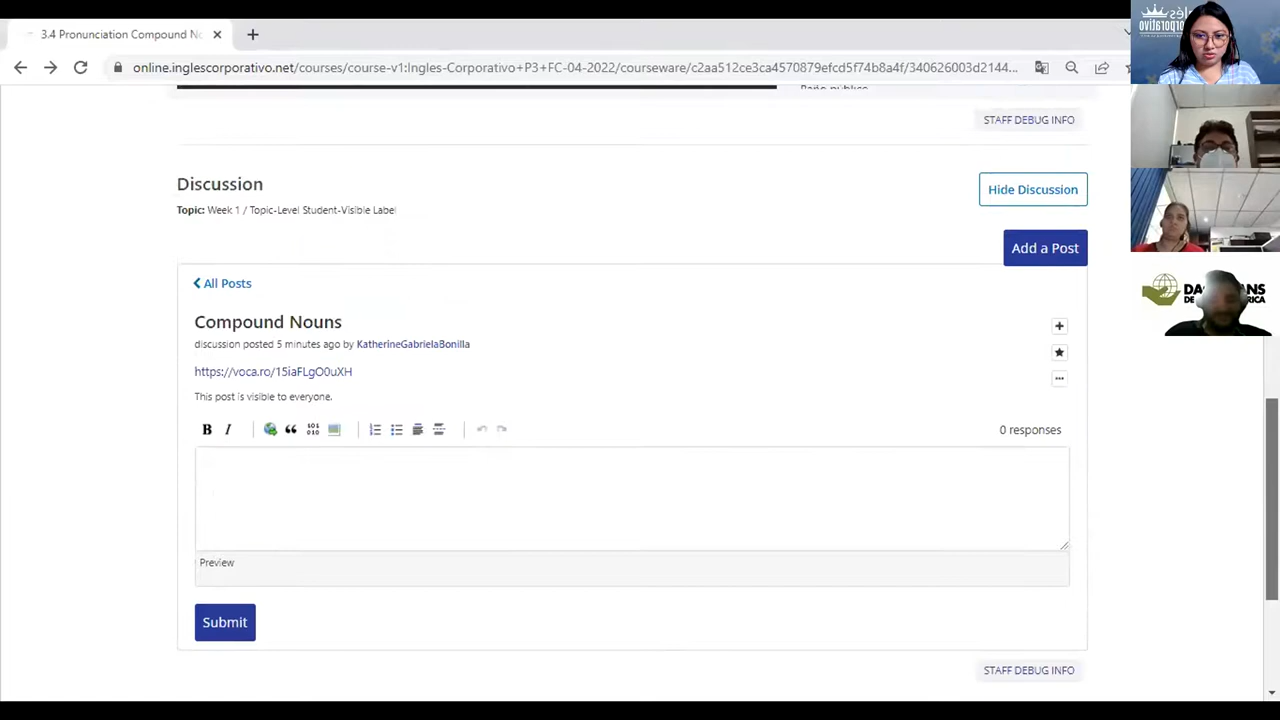 3.4 Pronunciation Compound No
online.inglescorporativo.net/courses/course-v1:Ingles-Corporativo+P3+FC-04-2022/courseware/c2aa512ce3ca4570879efcd5f74b8a4f/340626003d2144...
Baño público
STAFF DEBUG INFO
Discussion
Hide Discussion
Topic: Week 1 / Topic-Level Student-Visible Label
Add a Post
All Posts
Compound Nouns
discussion posted 5 minutes ago by KatherineGabrielaBonilla
https://voca.ro/15iaFLgO0uXH
This post is visible to everyone.
B I
0 responses
Preview
Submit
STAFF DEBUG INFO